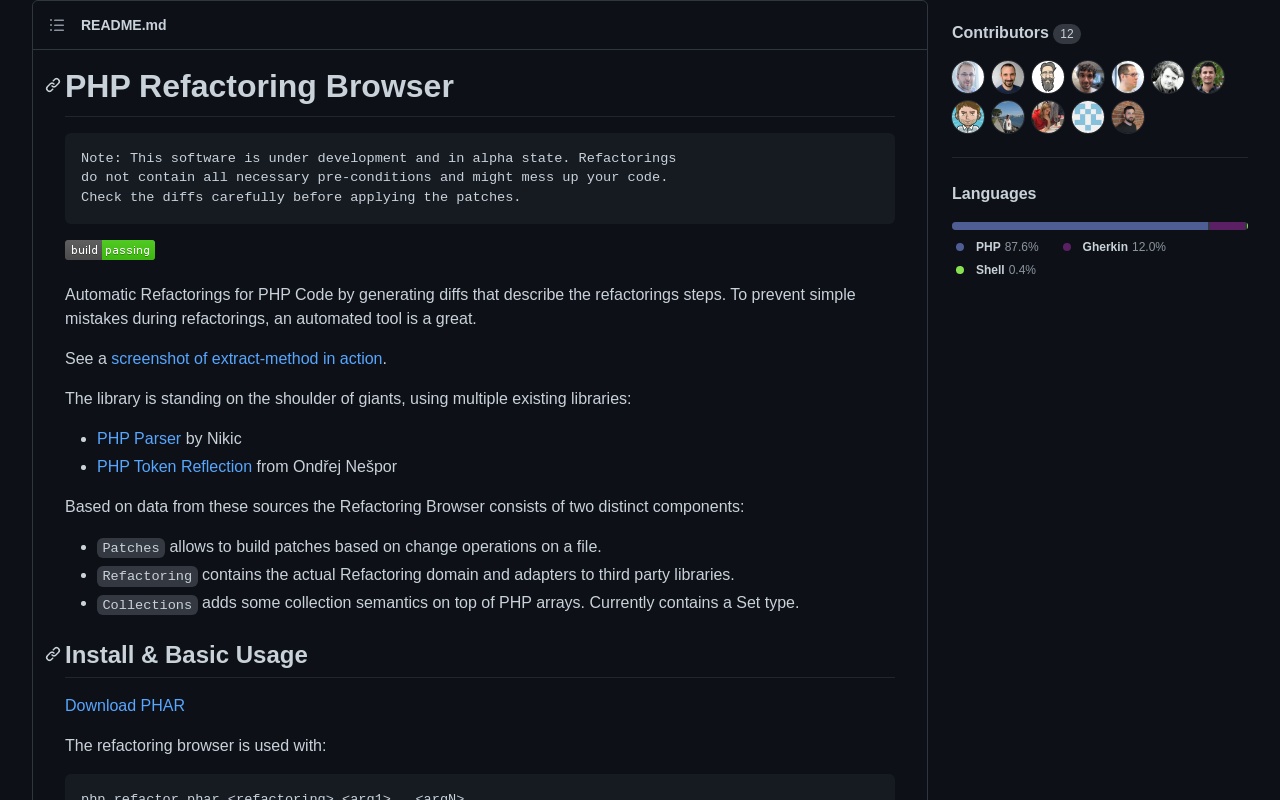 README.md
PHP Refactoring Browser
Note: This software is under development and in alpha state. Refactorings
do not contain all necessary pre-conditions and might mess up your code.
Check the diffs carefully before applying the patches.
build passing
Automatic Refactorings for PHP Code by generating diffs that describe the refactorings steps. To prevent simple
mistakes during refactorings, an automated tool is a great.
See a screenshot of extract-method in action.
The library is standing on the shoulder of giants, using multiple existing libraries:
PHP Parser by Nikic
PHP Token Reflection from Ondřej Nešpor
Based on data from these sources the Refactoring Browser consists of two distinct components:
Patches allows to build patches based on change operations on a file.
Refactoring contains the actual Refactoring domain and adapters to third party libraries.
Collections adds some collection semantics on top of PHP arrays. Currently contains a Set type.
Install & Basic Usage
Download PHAR
The refactoring browser is used with:
php refactor.phar <refactoring> <arg1>...<argN>
Contributors 12
Languages
PHP 87.6% Gherkin 12.0%
Shell 0.4%